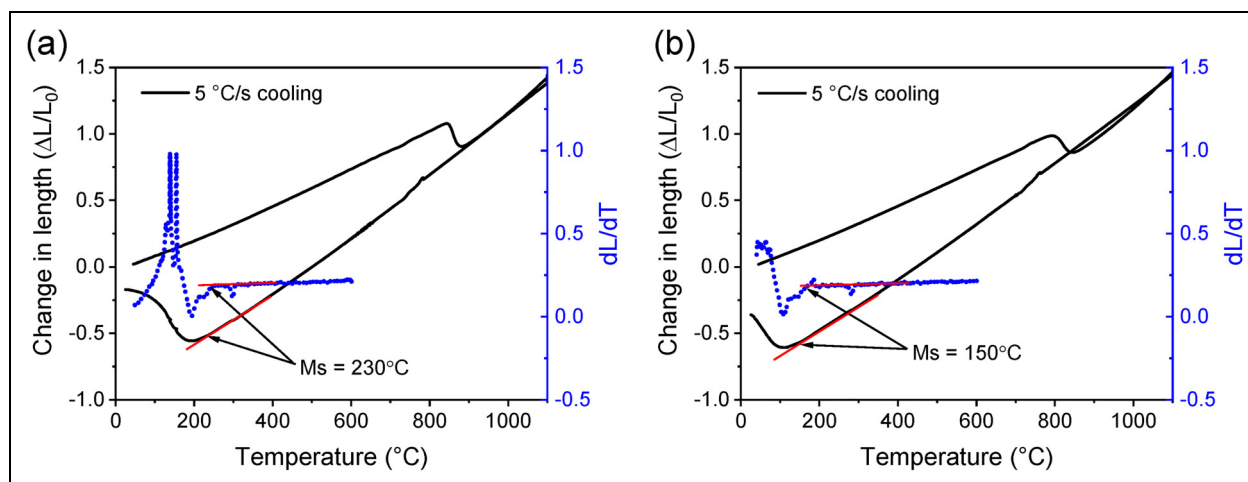 (a)
1.5
1.0
0.5
0.0
-0.5
-1.0
Change in length (ΔL/L₀)
5 °C/s cooling
Ms = 230°C
0 200 400 600 800 1000
Temperature (°C)
1.5
1.0
0.5
0.0
-0.5
dL/dT
(b)
1.5
1.0
0.5
0.0
-0.5
-1.0
Change in length (ΔL/L₀)
5 °C/s cooling
Ms = 150°C
0 200 400 600 800 1000
Temperature (°C)
1.5
1.0
0.5
0.0
-0.5
dL/dT